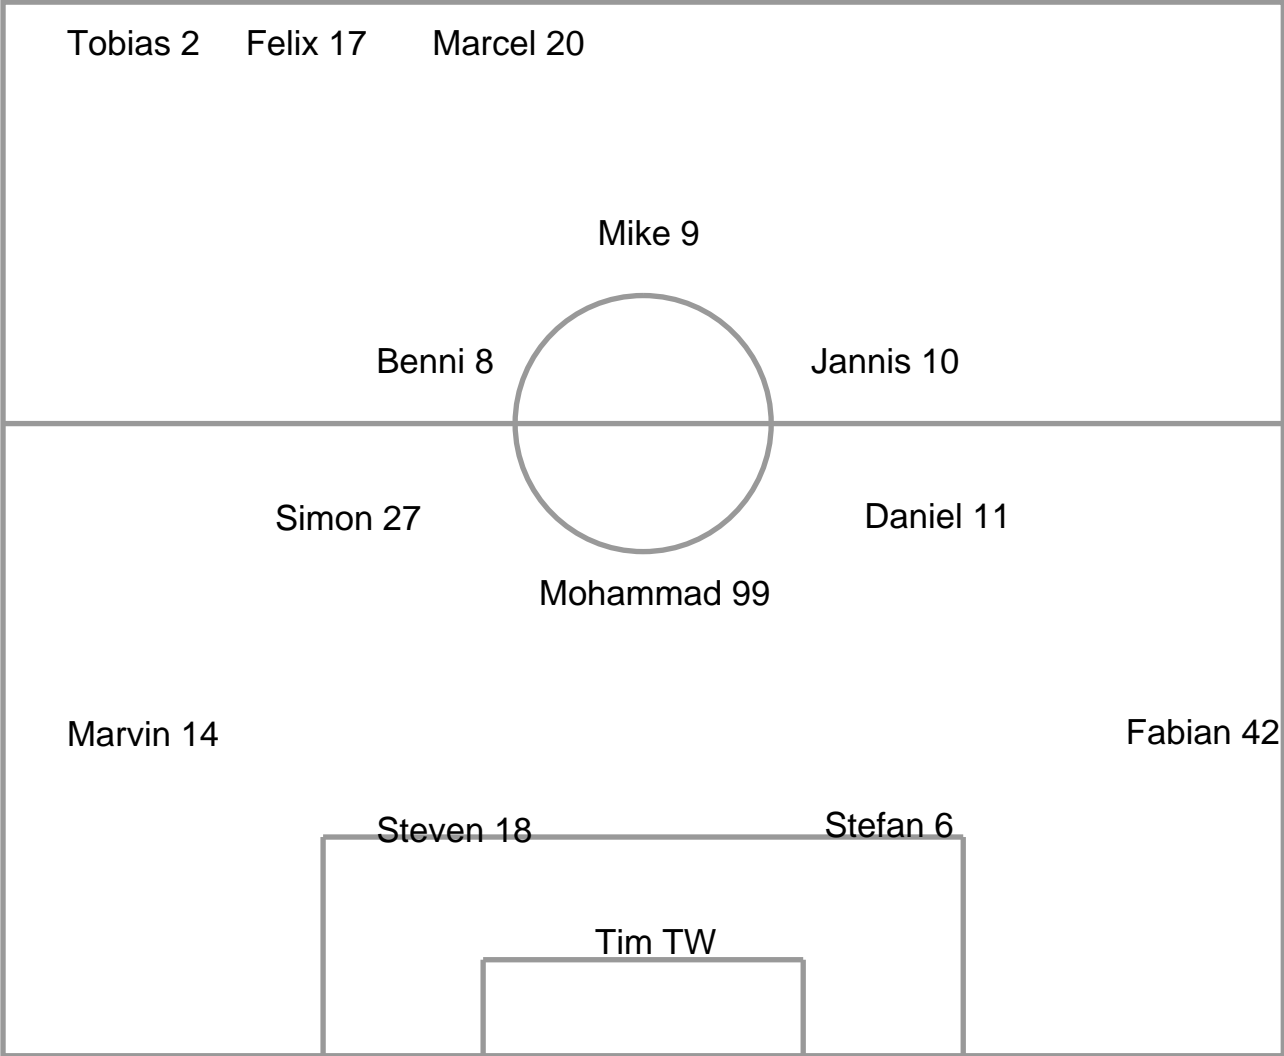 Tobias 2 Felix 17 Marcel 20
Mike 9
Benni 8 Jannis 10
Simon 27 Daniel 11
Mohammad 99
Marvin 14 Fabian 42
Steven 18 Stefan 6
Tim TW